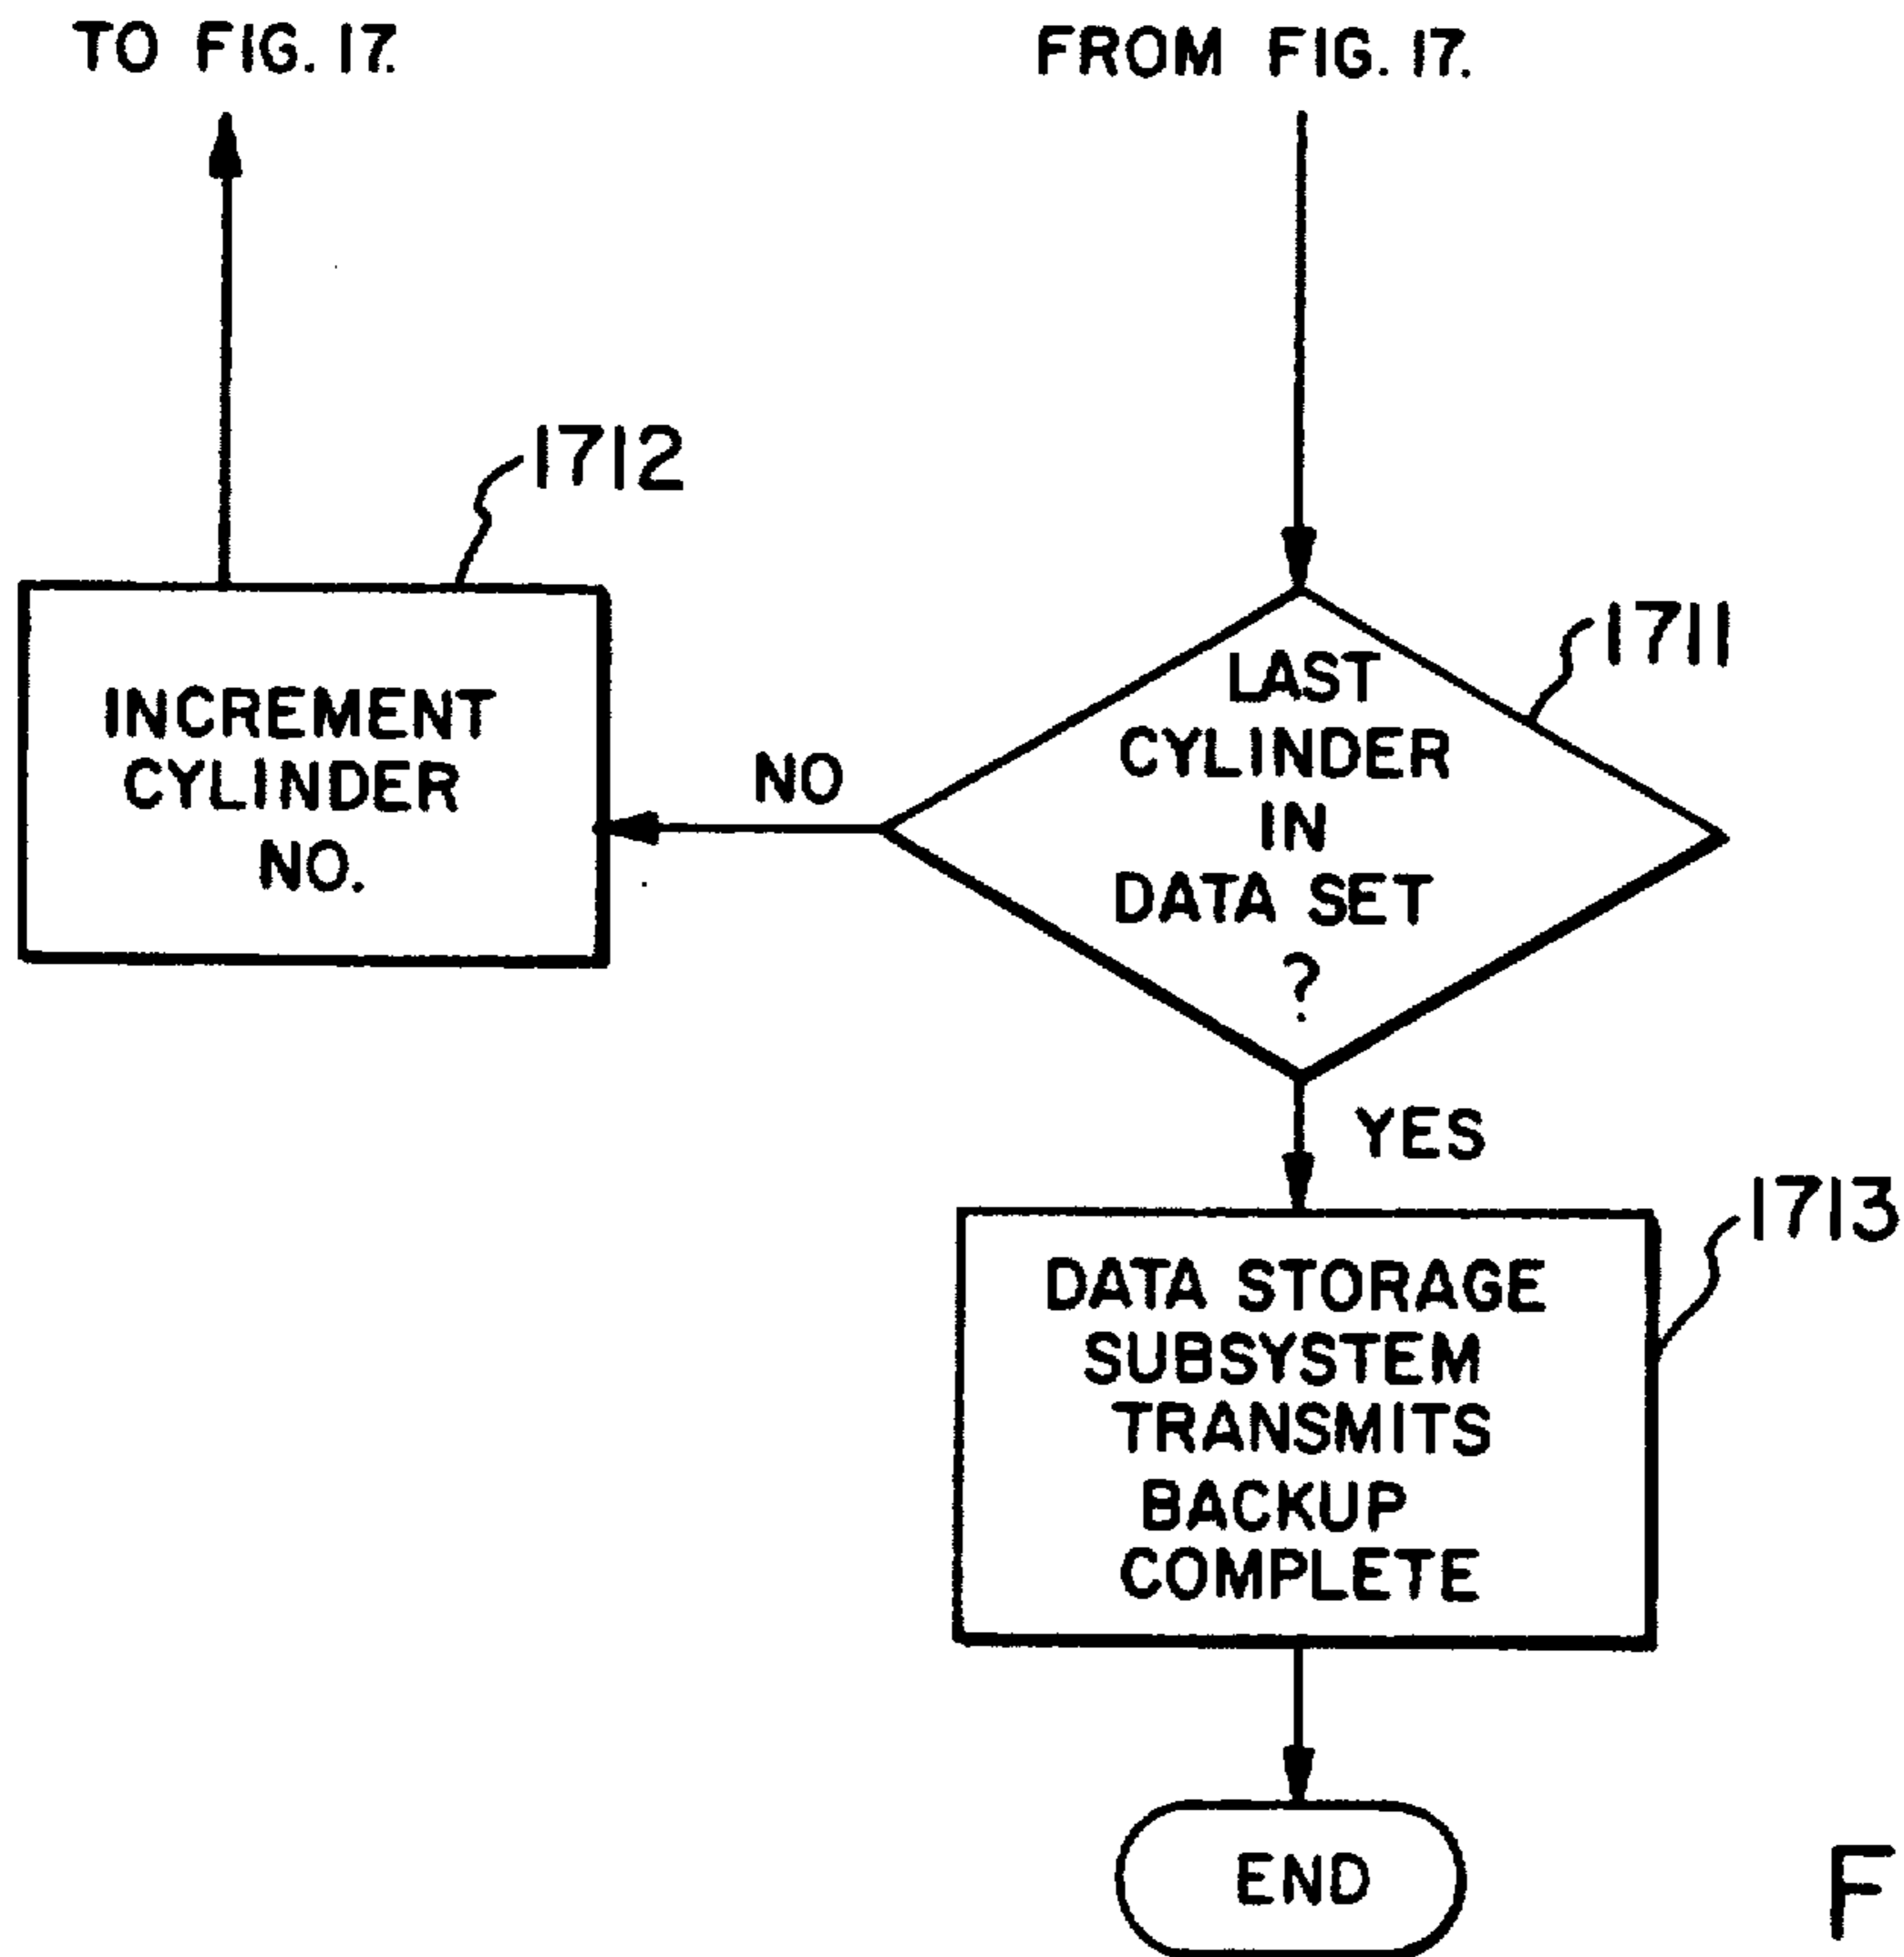 TO FIG. 17.
FROM FIG. 17.
1712
1711
INCREMENT
CYLINDER
NO.
NO
LAST
CYLINDER
IN
DATA SET
?
YES
1713
DATA STORAGE
SUBSYSTEM
TRANSMITS
BACKUP
COMPLETE
END
F